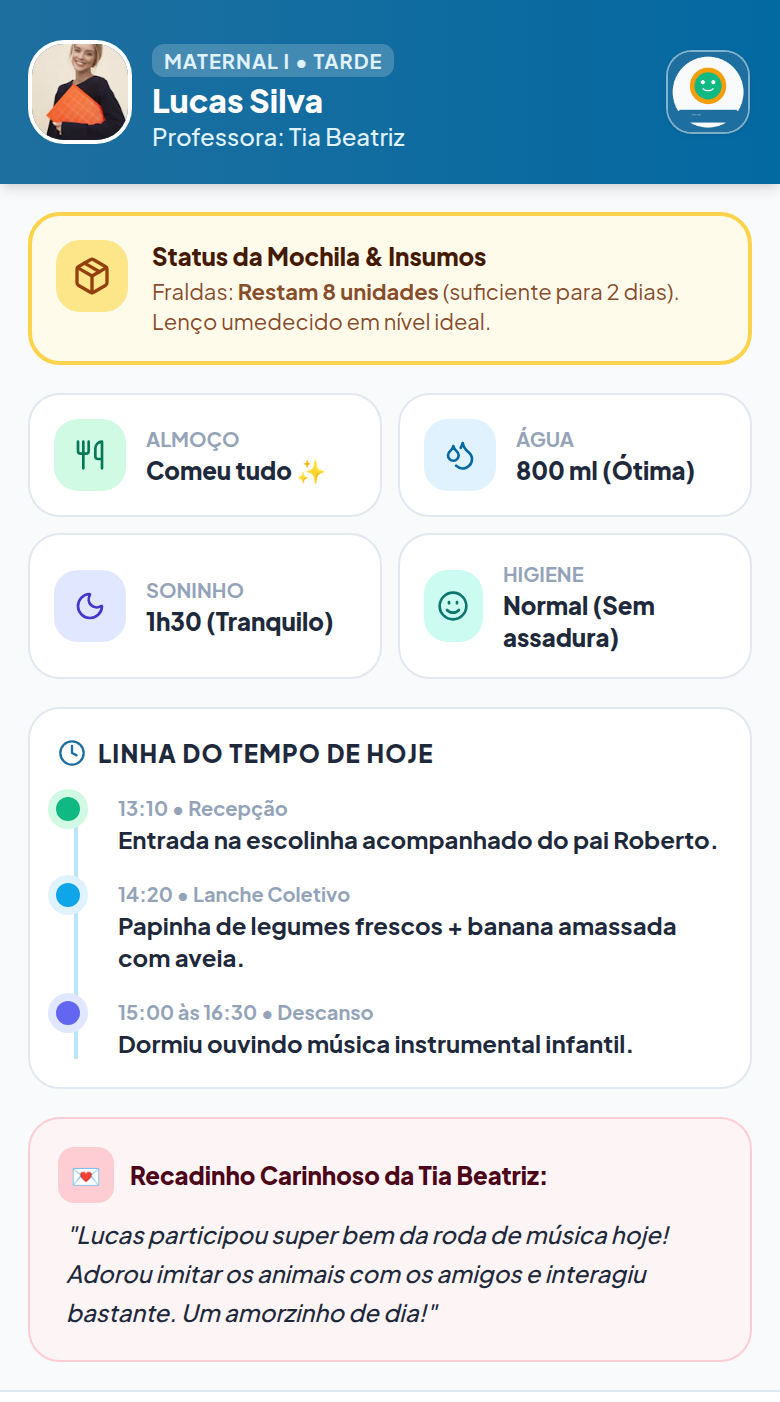 MATERNAL I • TARDE
Lucas Silva
Professora: Tia Beatriz
Status da Mochila & Insumos
Fraldas: Restam 8 unidades (suficiente para 2 dias).
Lenço umedecido em nível ideal.
ALMOÇO
Comeu tudo ✨
ÁGUA
800 ml (Ótima)
SONINHO
1h30 (Tranquilo)
HIGIENE
Normal (Sem
assadura)
LINHA DO TEMPO DE HOJE
13:10 • Recepção
Entrada na escolinha acompanhado do pai Roberto.
14:20 • Lanche Coletivo
Papinha de legumes frescos + banana amassada
com aveia.
15:00 às 16:30 • Descanso
Dormiu ouvindo música instrumental infantil.
💌 Recadinho Carinhoso da Tia Beatriz:
"Lucas participou super bem da roda de música hoje!
Adorou imitar os animais com os amigos e interagiu
bastante. Um amorzinho de dia!"